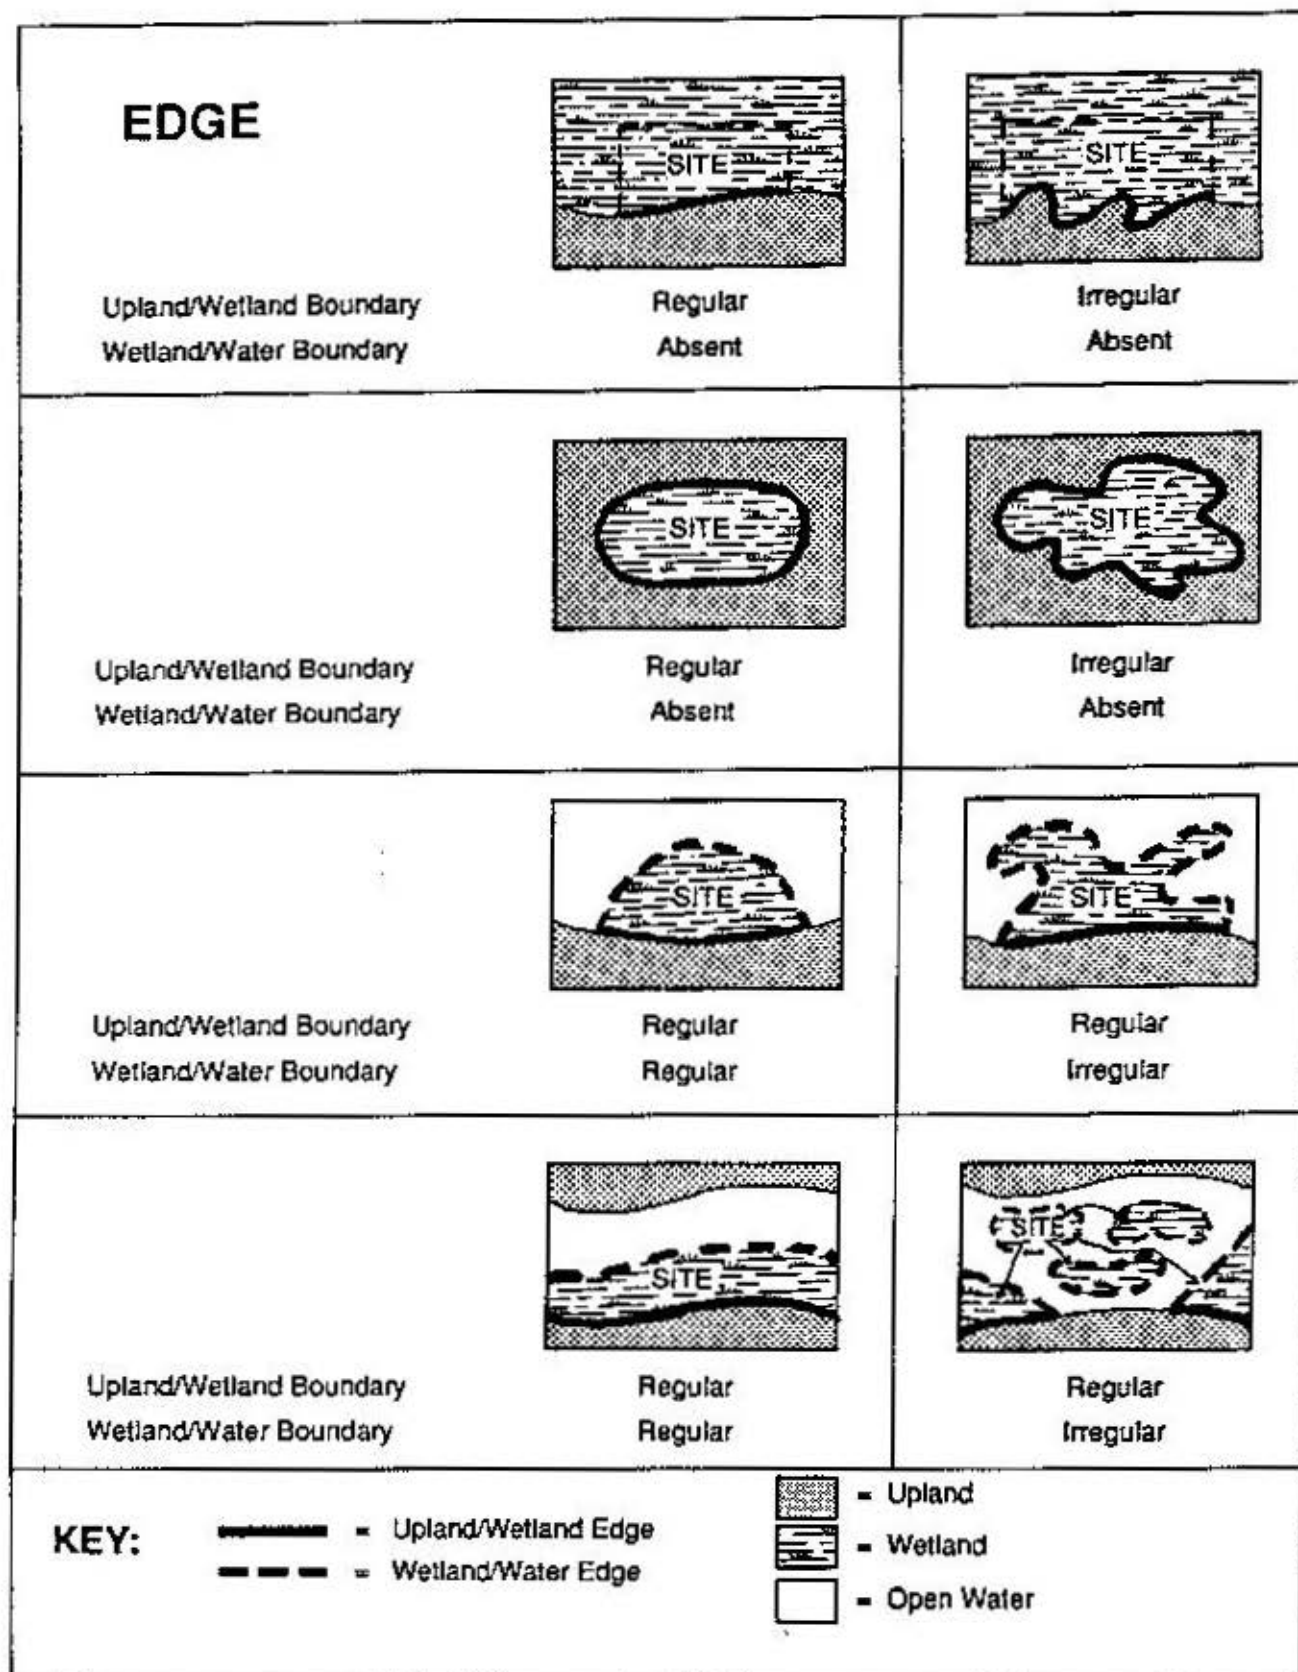 EDGE
SITE
SITE
Upland/Wetland Boundary Regular Irregular
Wetland/Water Boundary Absent Absent
SITE
SITE
Upland/Wetland Boundary Regular Irregular
Wetland/Water Boundary Absent Absent
SITE
SITE
Upland/Wetland Boundary Regular Regular
Wetland/Water Boundary Regular Irregular
SITE
SITE
Upland/Wetland Boundary Regular Regular
Wetland/Water Boundary Regular Irregular
KEY:
= Upland/Wetland Edge
= Wetland/Water Edge
= Upland
= Wetland
= Open Water